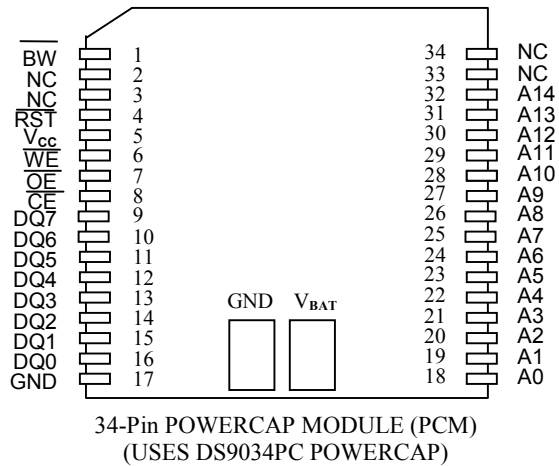 BW 1 34 NC
NC 2 33 NC
NC 3 32 A14
RST 4 31 A13
VCC 5 30 A12
WE 6 29 A11
OE 7 28 A10
CE 8 27 A9
DQ7 9 26 A8
DQ6 10 25 A7
DQ5 11 24 A6
DQ4 12 23 A5
DQ3 13 22 A4
DQ2 14 21 A3
DQ1 15 20 A2
DQ0 16 19 A1
GND 17 18 A0
GND VBAT
34-Pin POWERCAP MODULE (PCM)
(USES DS9034PC POWERCAP)